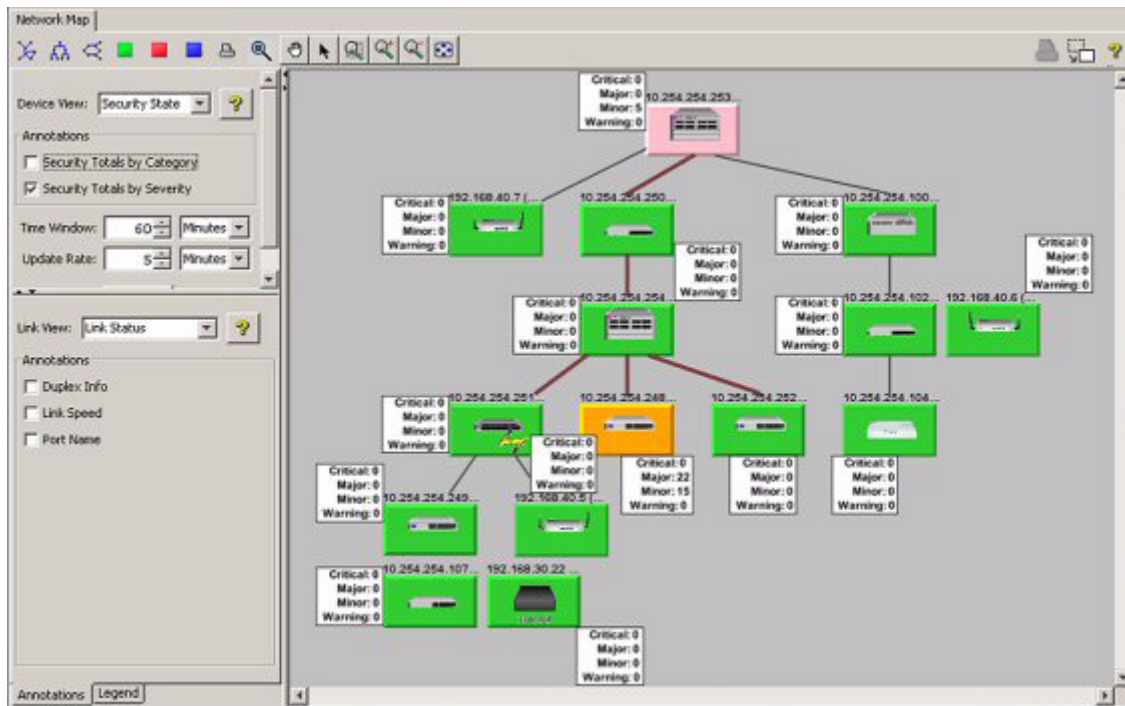 Network Map
Device View: Security State
Annotations
Security Totals by Category
Security Totals by Severity
Time Window: 60 Minutes
Update Rate: 5 Minutes
Link View: Link Status
Annotations
Duplex Info
Link Speed
Port Name
Annotations Legend
Critical: 0
Major: 0
Minor: 5
Warning: 0
10.254.254.253...
Critical: 0
Major: 0
Minor: 0
Warning: 0
192.168.40.7 (...
10.254.254.250...
Critical: 0
Major: 0
Minor: 0
Warning: 0
Critical: 0
Major: 0
Minor: 0
Warning: 0
10.254.254.100...
Critical: 0
Major: 0
Minor: 0
Warning: 0
Critical: 0
Major: 0
Minor: 0
Warning: 0
10.254.254.254...
Critical: 0
Major: 0
Minor: 0
Warning: 0
10.254.254.102...
192.168.40.6 (...
Critical: 0
Major: 0
Minor: 0
Warning: 0
10.254.254.251...
10.254.254.248...
10.254.254.252...
10.254.254.104...
Critical: 0
Major: 0
Minor: 0
Warning: 0
Critical: 0
Major: 22
Minor: 15
Warning: 0
Critical: 0
Major: 0
Minor: 0
Warning: 0
Critical: 0
Major: 0
Minor: 0
Warning: 0
Critical: 0
Major: 0
Minor: 0
Warning: 0
10.254.254.249...
192.168.40.5 (...
Critical: 0
Major: 0
Minor: 0
Warning: 0
10.254.254.107...
192.168.30.22 ...
Critical: 0
Major: 0
Minor: 0
Warning: 0